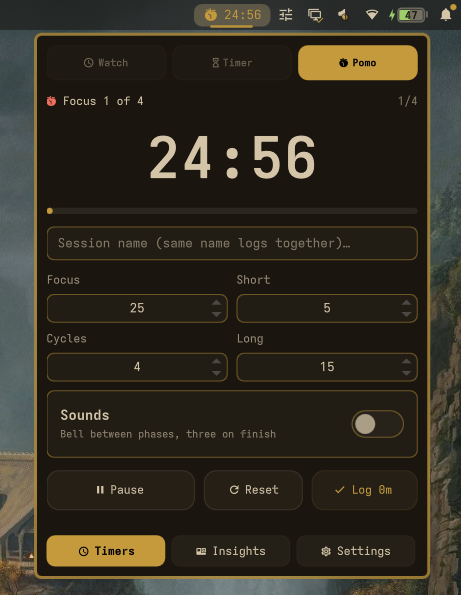 24:56 47
Watch Timer Pomo
Focus 1 of 4 1/4
24:56
Session name (same name logs together)…
Focus Short
25 5
Cycles Long
4 15
Sounds
Bell between phases, three on finish
Pause Reset Log 0m
Timers Insights Settings